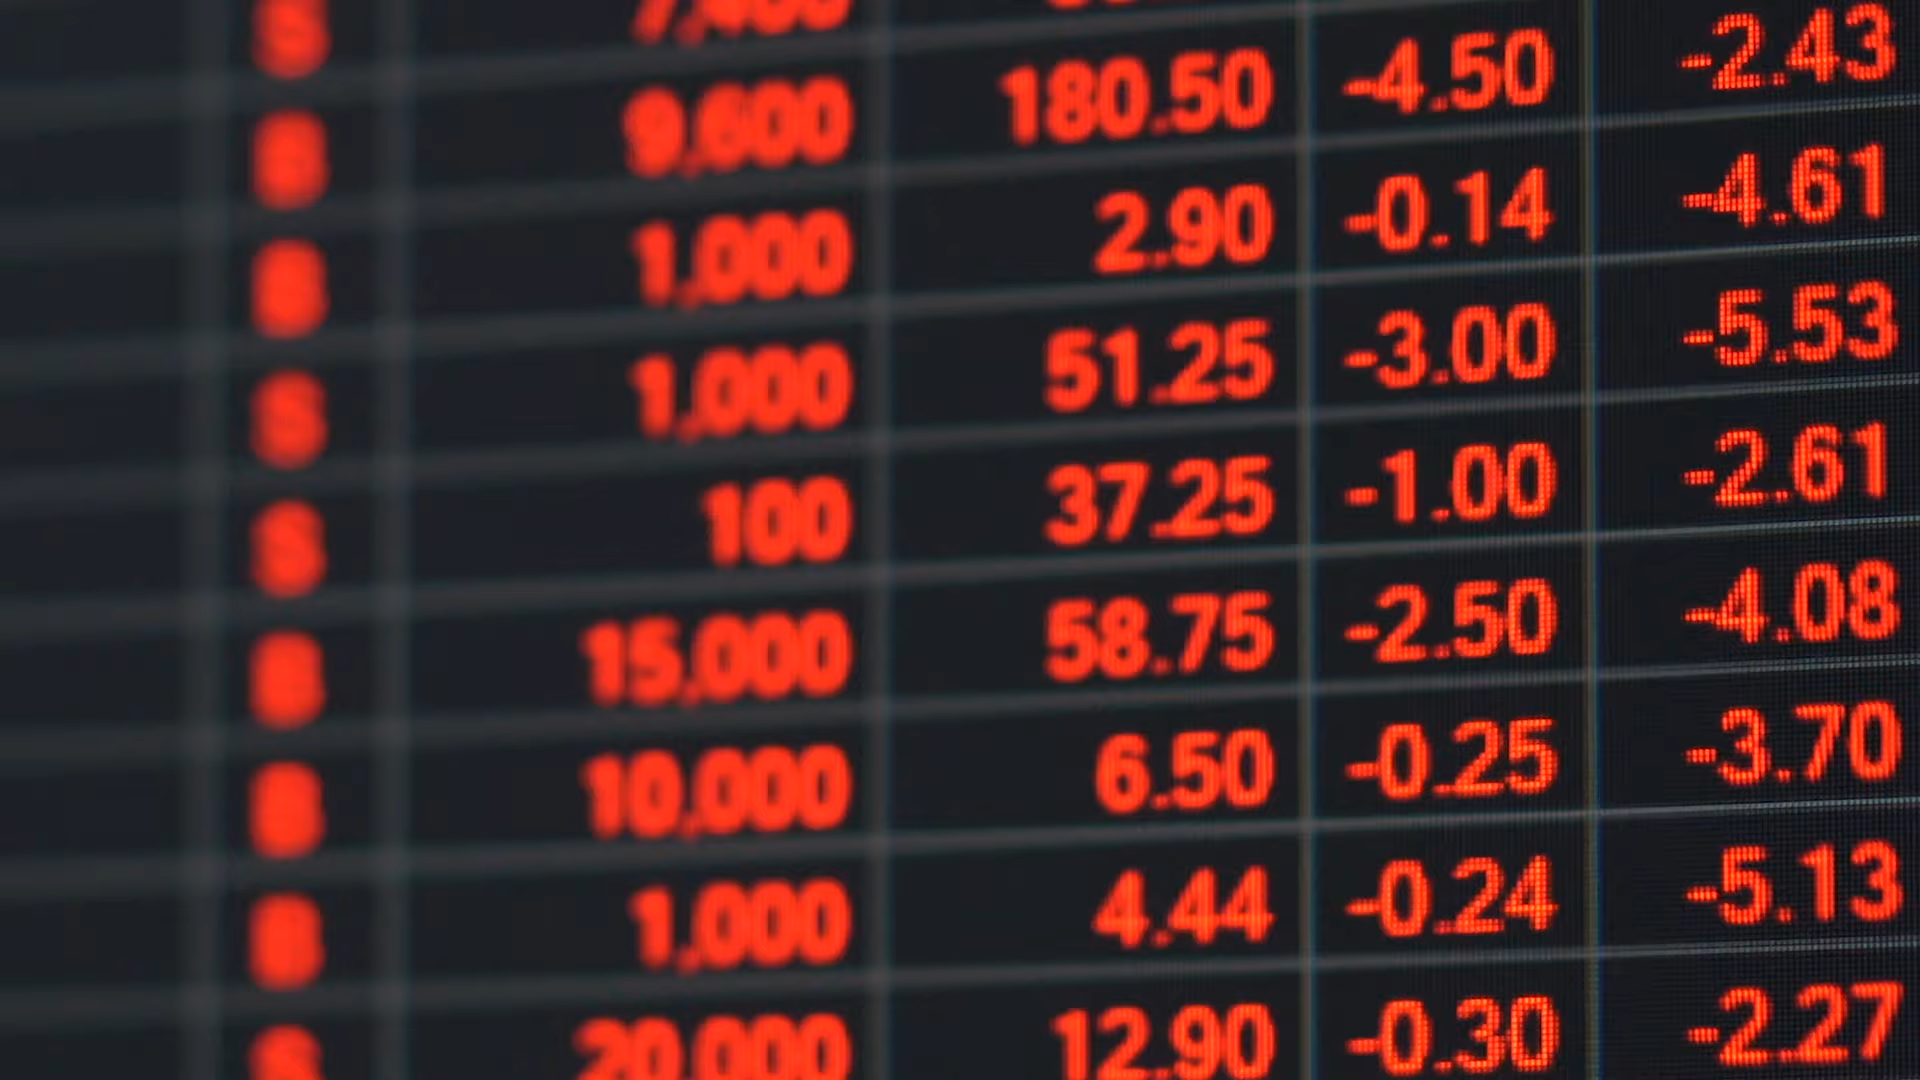 S 7,400
B 9,600 180.50 -4.50 -2.43
B 1,000 2.90 -0.14 -4.61
S 1,000 51.25 -3.00 -5.53
S 100 37.25 -1.00 -2.61
B 15,000 58.75 -2.50 -4.08
B 10,000 6.50 -0.25 -3.70
B 1,000 4.44 -0.24 -5.13
S 20,000 12.90 -0.30 -2.27